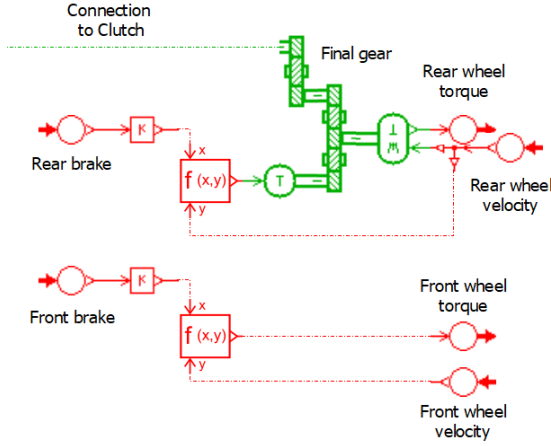 Connection
to Clutch
Final gear
Rear wheel
torque
K
x
Rear brake
f (x,y)
T
T
W
y
Rear wheel
velocity
K
x
Front brake
f (x,y)
y
Front wheel
torque
Front wheel
velocity